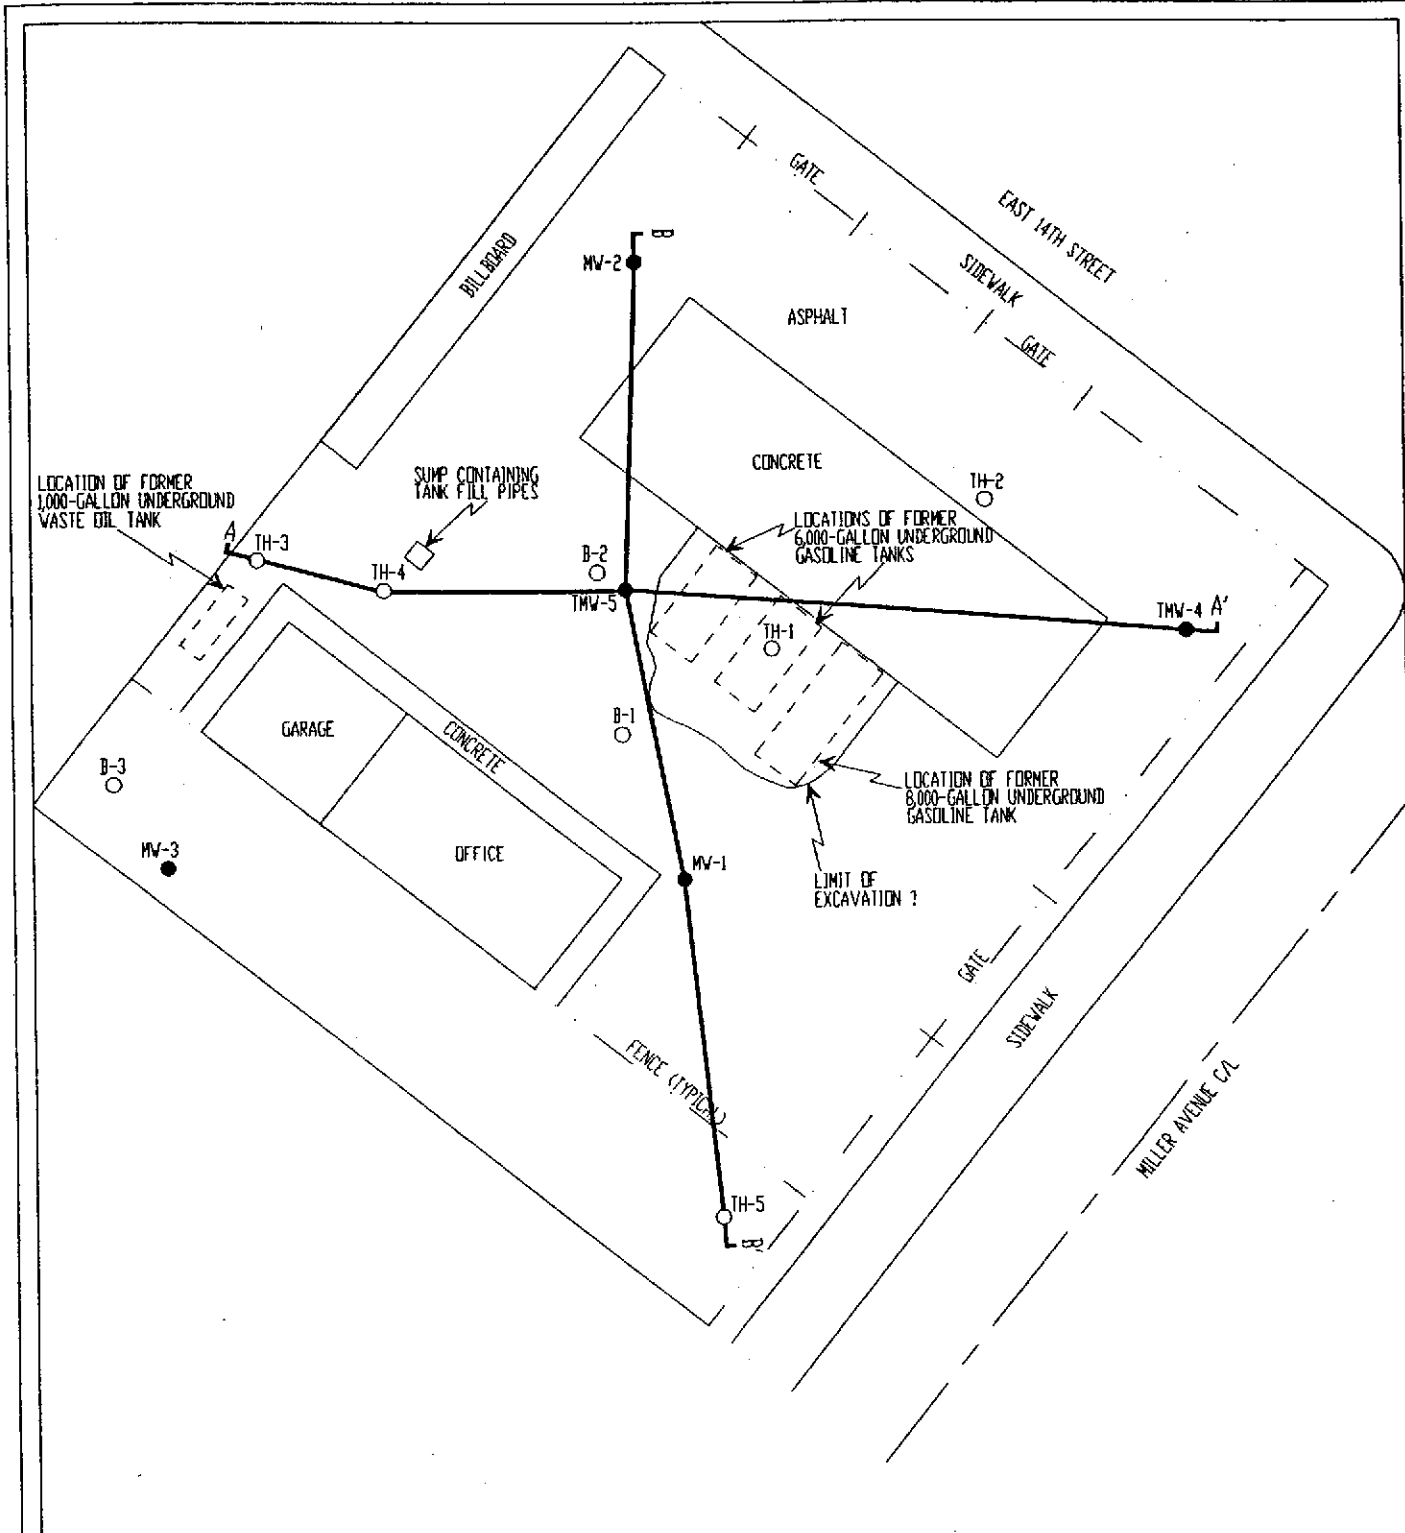 GATE
EAST 14TH STREET
SIDEWALK
BILLBOARD
B
MW-2
ASPHALT
GATE
CONCRETE
TH-2
LOCATION OF FORMER
1,000-GALLON UNDERGROUND
WASTE OIL TANK
SUMP CONTAINING
TANK FILL PIPES
LOCATIONS OF FORMER
6,000-GALLON UNDERGROUND
GASOLINE TANKS
A
TH-3
TH-4
B-2
TMW-5
TH-1
TMW-4
A'
GARAGE
CONCRETE
B-1
B-3
LOCATION OF FORMER
8,000-GALLON UNDERGROUND
GASOLINE TANK
MW-3
OFFICE
MW-1
LIMIT OF
EXCAVATION ?
GATE
SIDEWALK
FENCE (TYPICAL)
MILLER AVENUE C/L
TH-5
B'